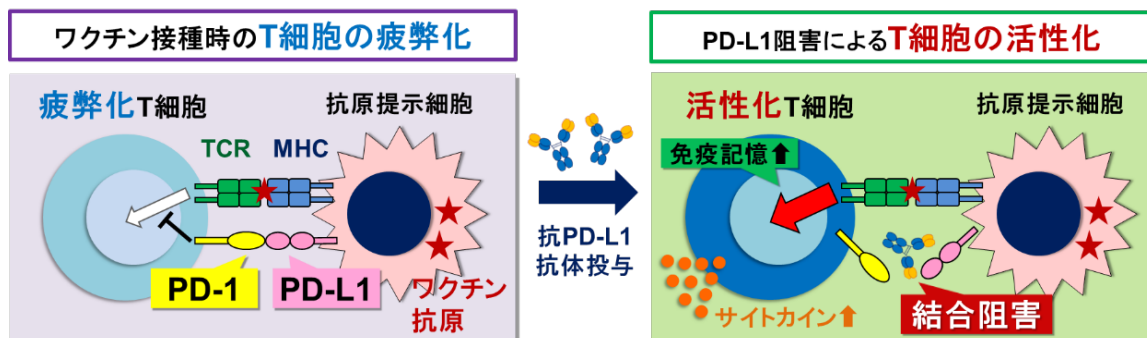 ワクチン接種時のT細胞の疲弊化
疲弊化T細胞
抗原提示細胞
TCR
MHC
PD-1
PD-L1
ワクチン
抗原
抗PD-L1
抗体投与
PD-L1阻害によるT細胞の活性化
活性化T細胞
抗原提示細胞
免疫記憶⬆
サイトカイン⬆
結合阻害